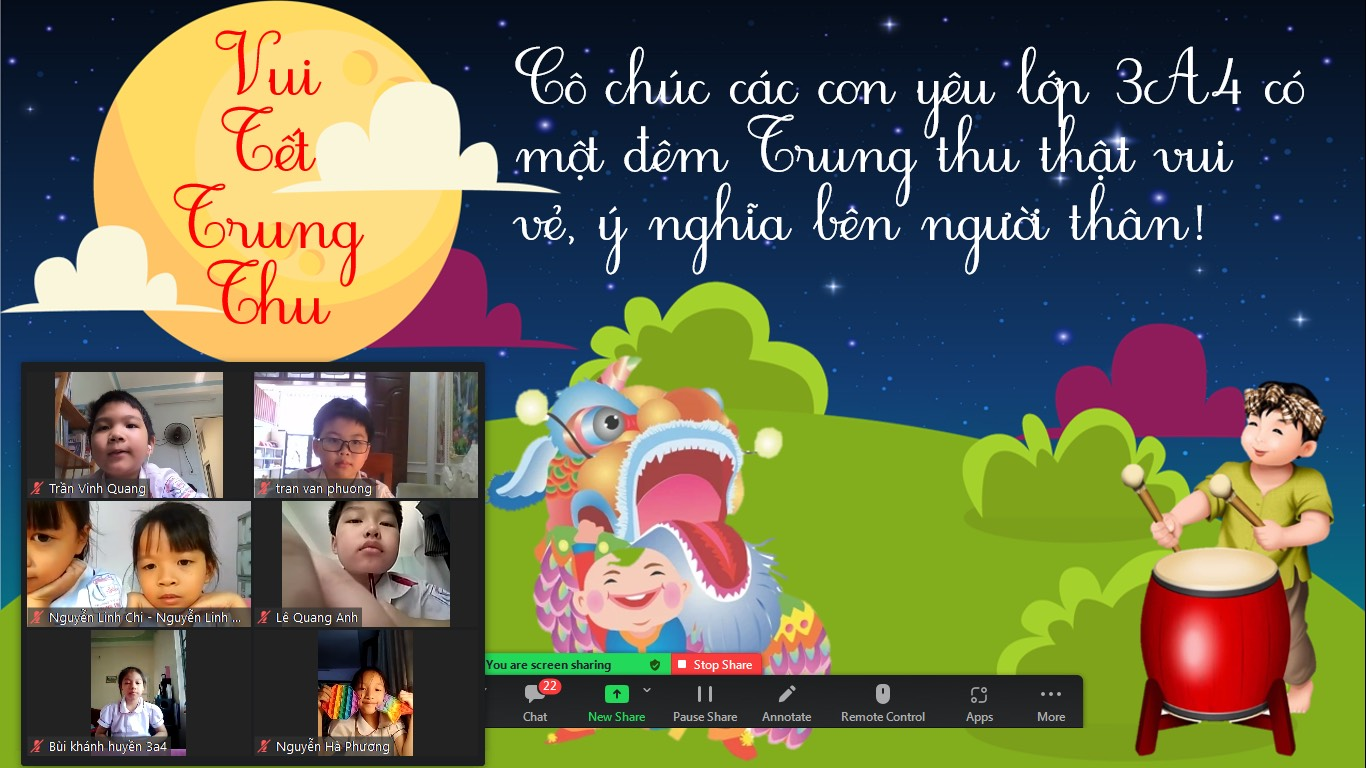 Vui
Tết
Trung
Thu
Cô chúc các con yêu lớp 3A4 có
một đêm Trung thu thật vui
vẻ, ý nghĩa bên người thân!
Trần Vinh Quang
tran van phuong
Nguyễn Linh Chi - Nguyễn Linh ...
Lê Quang Anh
Bùi khánh huyền 3a4
Nguyễn Hà Phương
You are screen sharing
Stop Share
22
Chat
New Share
Pause Share
Annotate
Remote Control
Apps
More